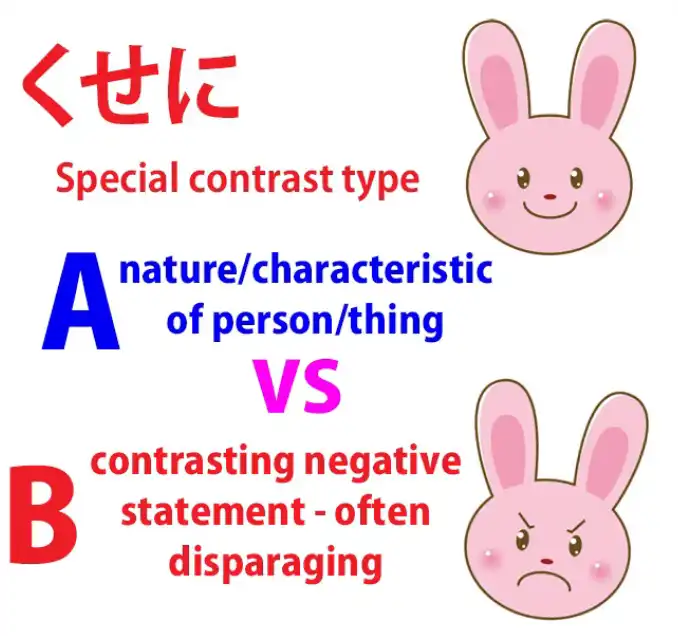 くせに
Special contrast type
A nature/characteristic
of person/thing
VS
contrasting negative
B statement - often
disparaging